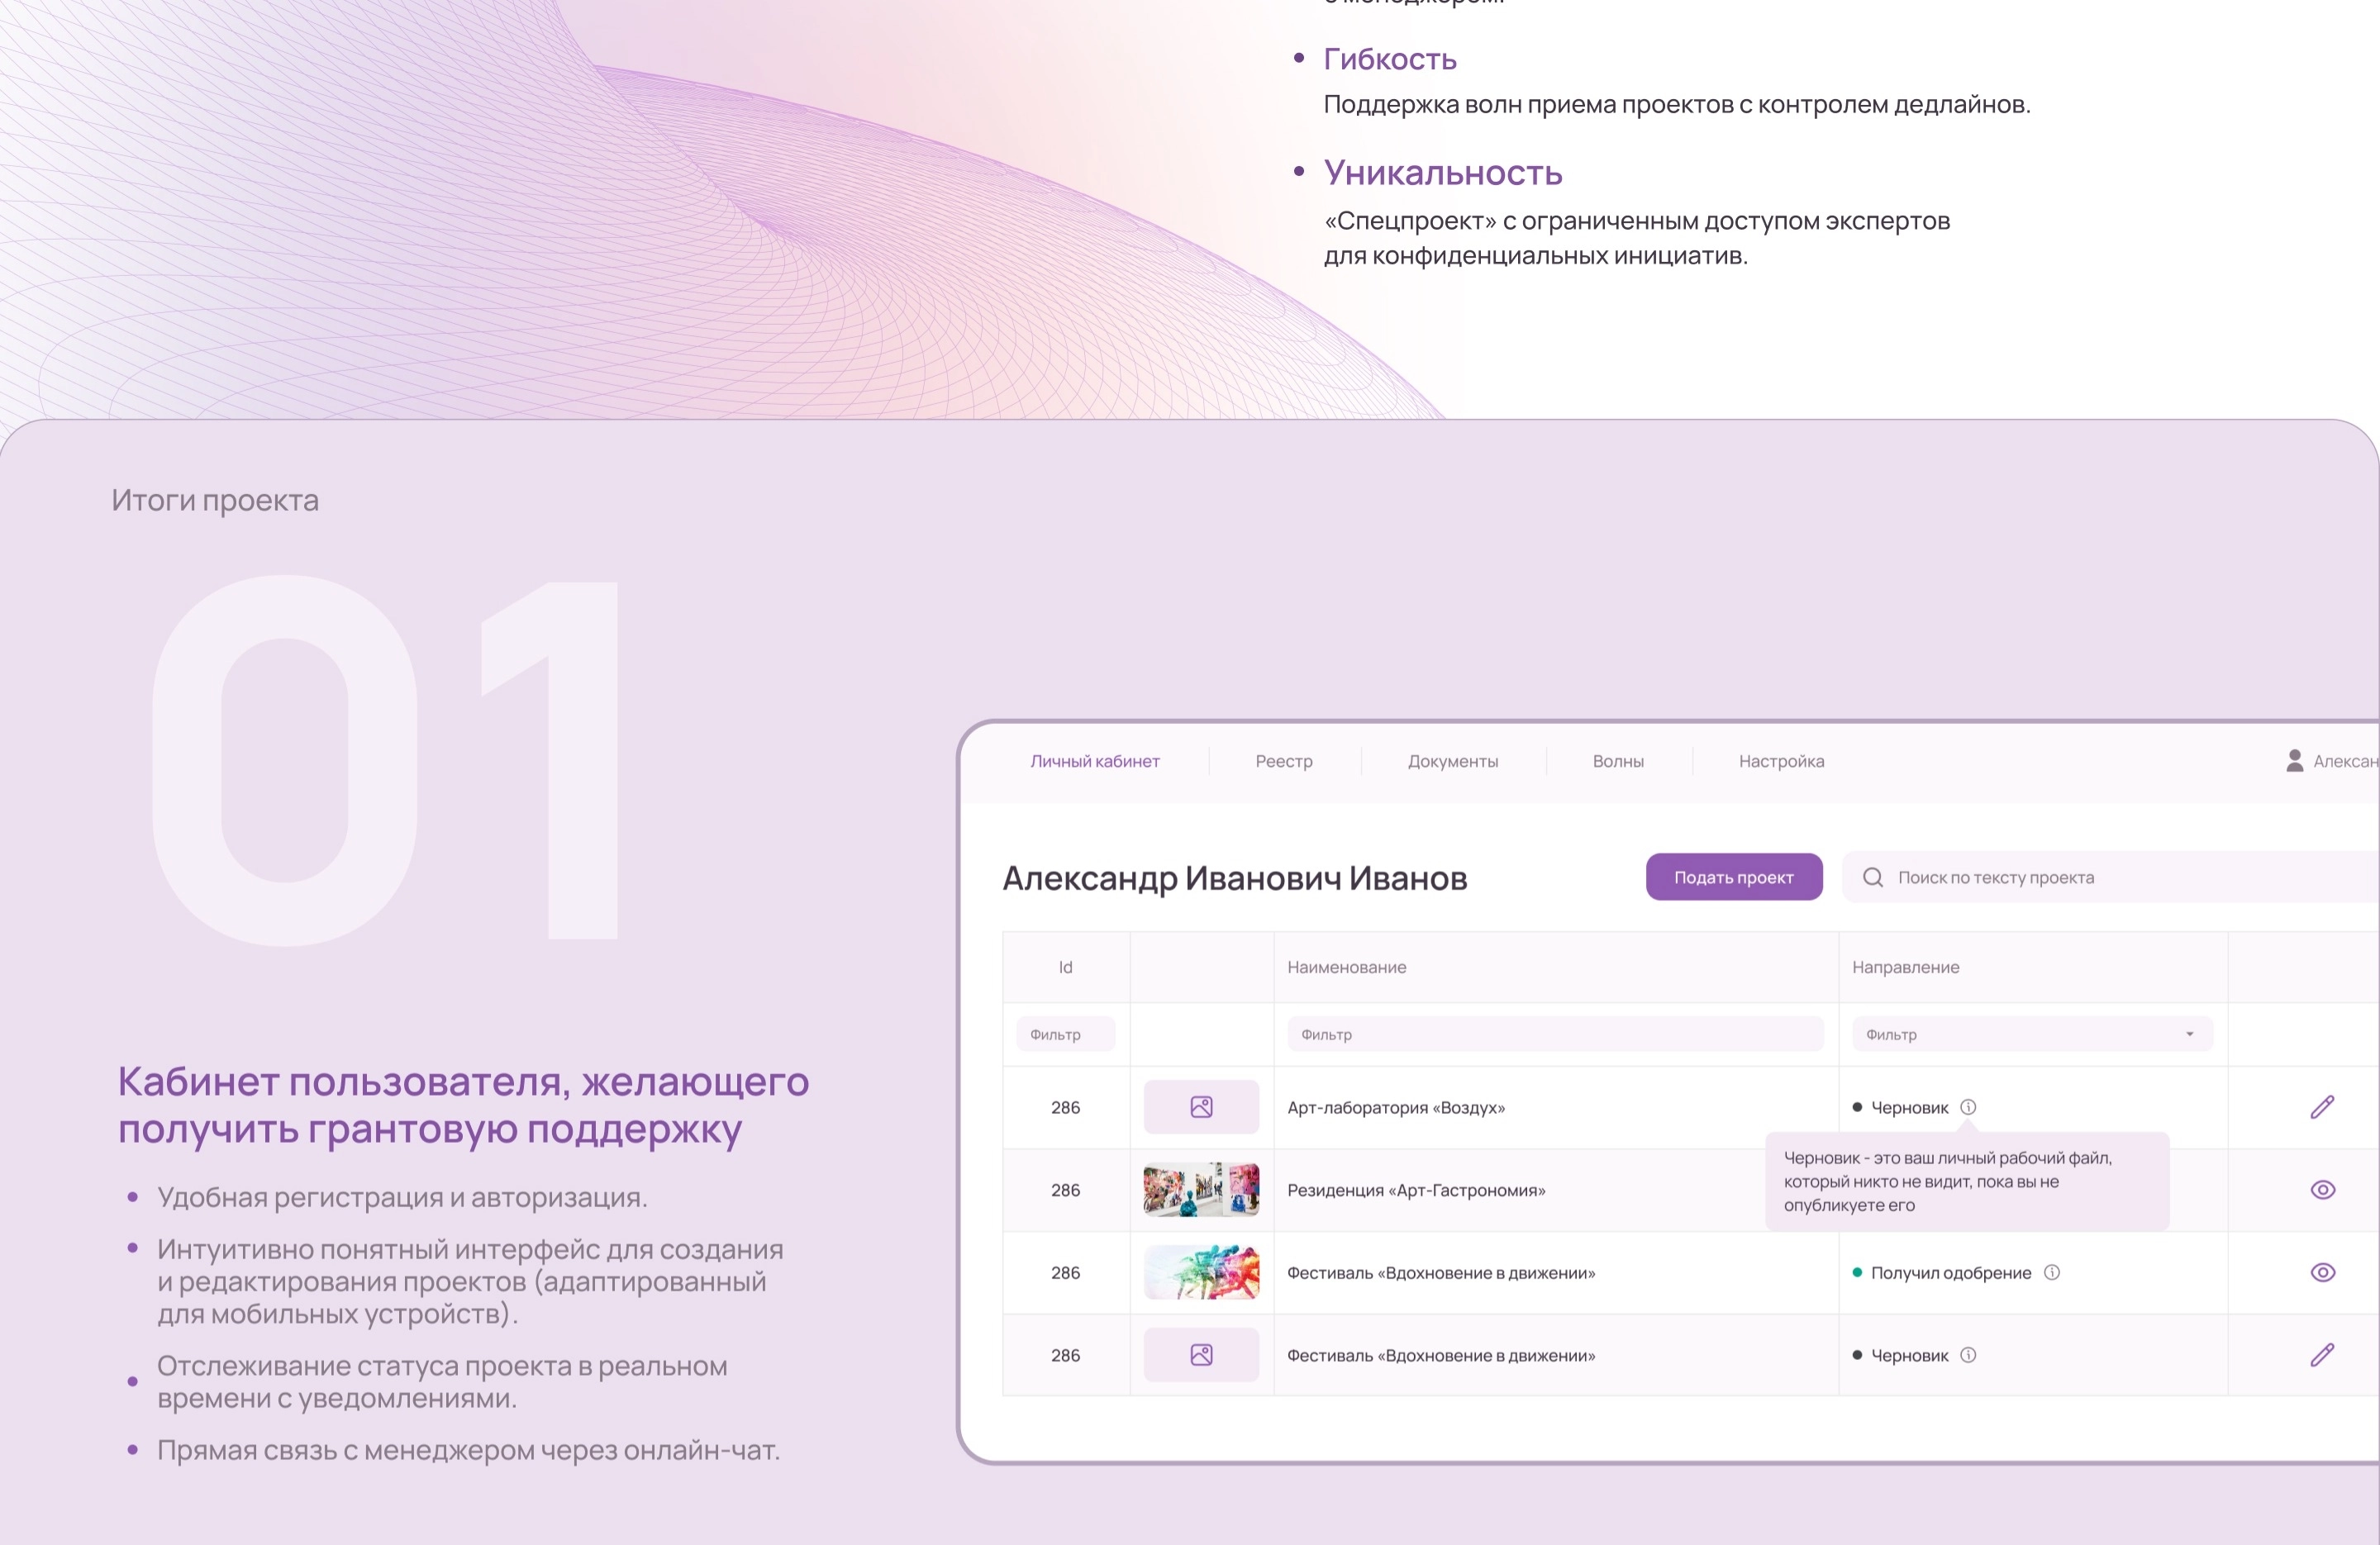 Гибкость
Поддержка волн приема проектов с контролем дедлайнов.
Уникальность
«Спецпроект» с ограниченным доступом экспертов
для конфиденциальных инициатив.
Итоги проекта
01
Кабинет пользователя, желающего
получить грантовую поддержку
Удобная регистрация и авторизация.
Интуитивно понятный интерфейс для создания
и редактирования проектов (адаптированный
для мобильных устройств).
Отслеживание статуса проекта в реальном
времени с уведомлениями.
Прямая связь с менеджером через онлайн-чат.
Личный кабинет Реестр Документы Волны Настройка
Александр Иванович Иванов Подать проект Поиск по тексту проекта
Id Наименование Направление
Фильтр Фильтр Фильтр
286 Арт-лаборатория «Воздух» Черновик
Черновик - это ваш личный рабочий файл,
который никто не видит, пока вы не
опубликуете его
286 Резиденция «Арт-Гастрономия»
286 Фестиваль «Вдохновение в движении» Получил одобрение
286 Фестиваль «Вдохновение в движении» Черновик